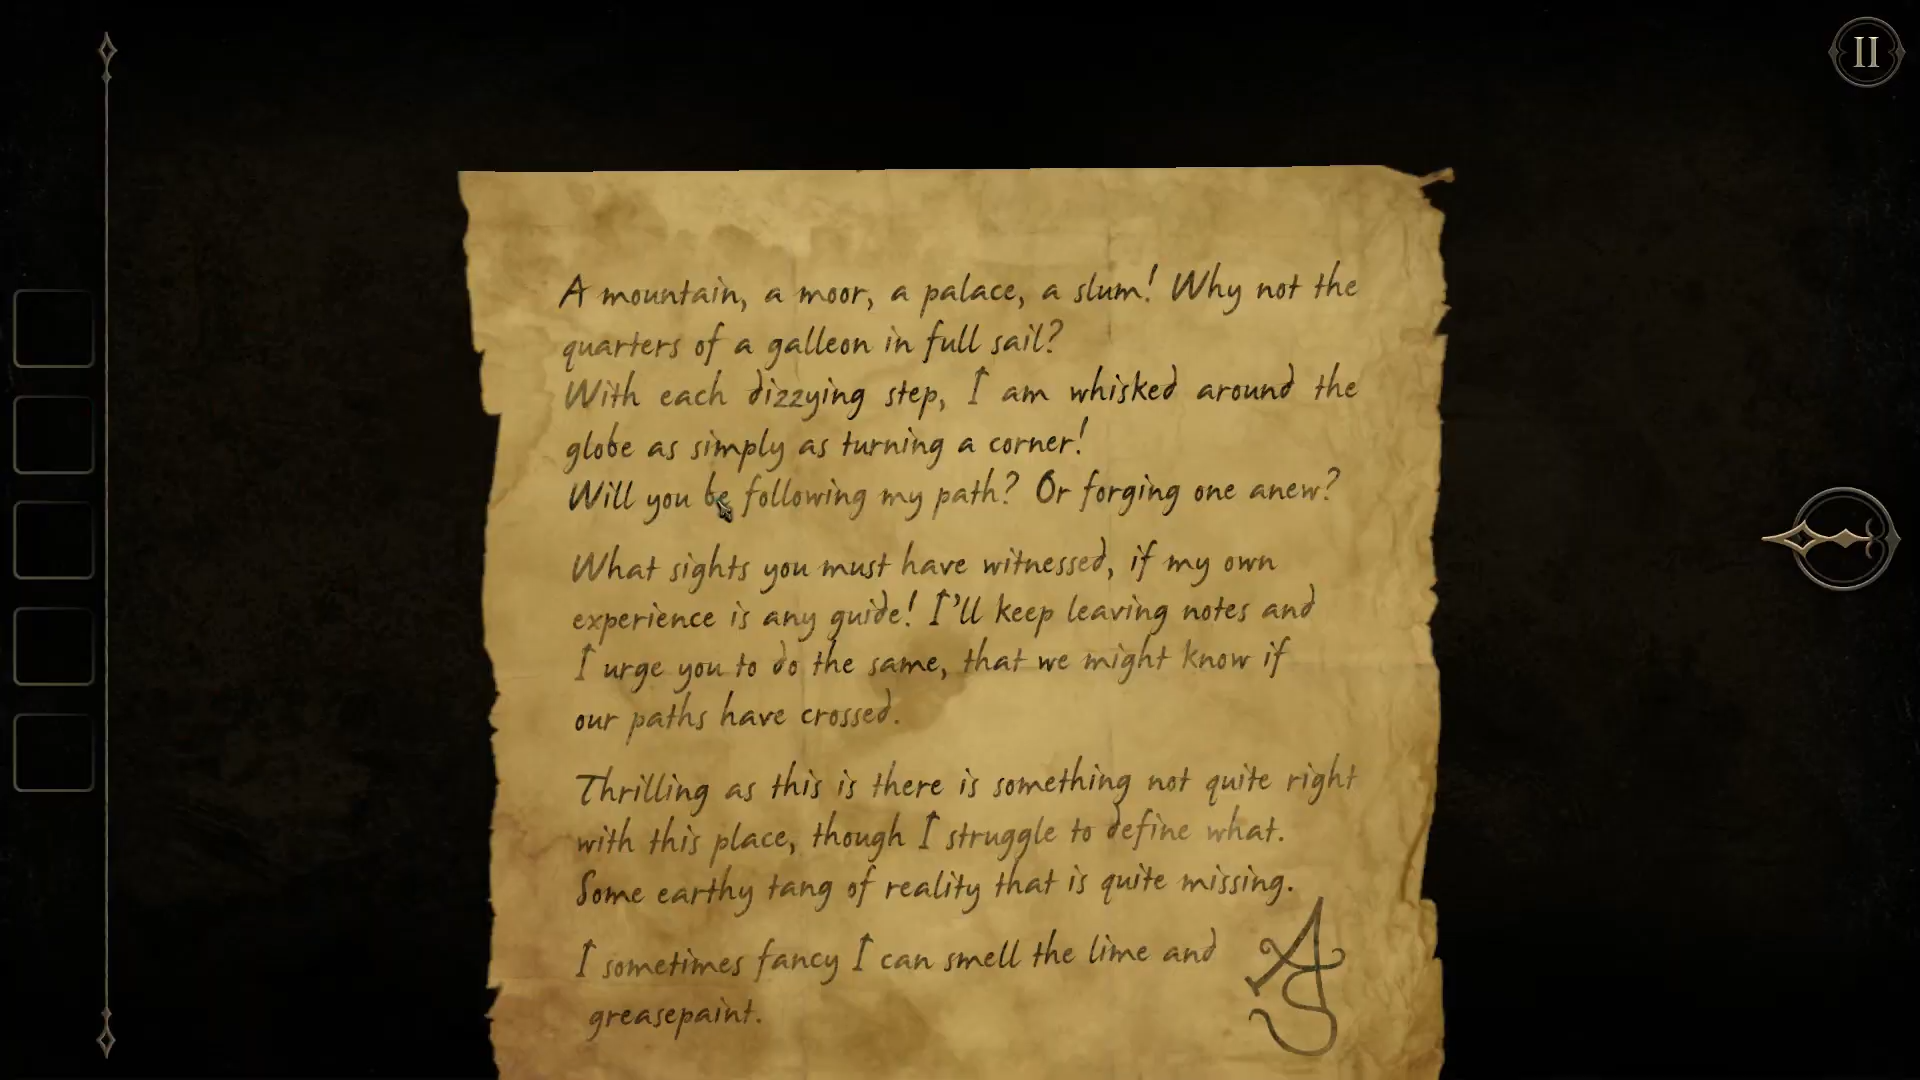 II
A mountain, a moor, a palace, a slum! Why not the
quarters of a galleon in full sail?
With each dizzying step, I am whisked around the
globe as simply as turning a corner!
Will you be following my path? Or forging one anew?
What sights you must have witnessed, if my own
experience is any guide! I'll keep leaving notes and
I urge you to do the same, that we might know if
our paths have crossed.
Thrilling as this is there is something not quite right
with this place, though I struggle to define what.
Some earthy tang of reality that is quite missing.
I sometimes fancy I can smell the lime and
greasepaint.
AS